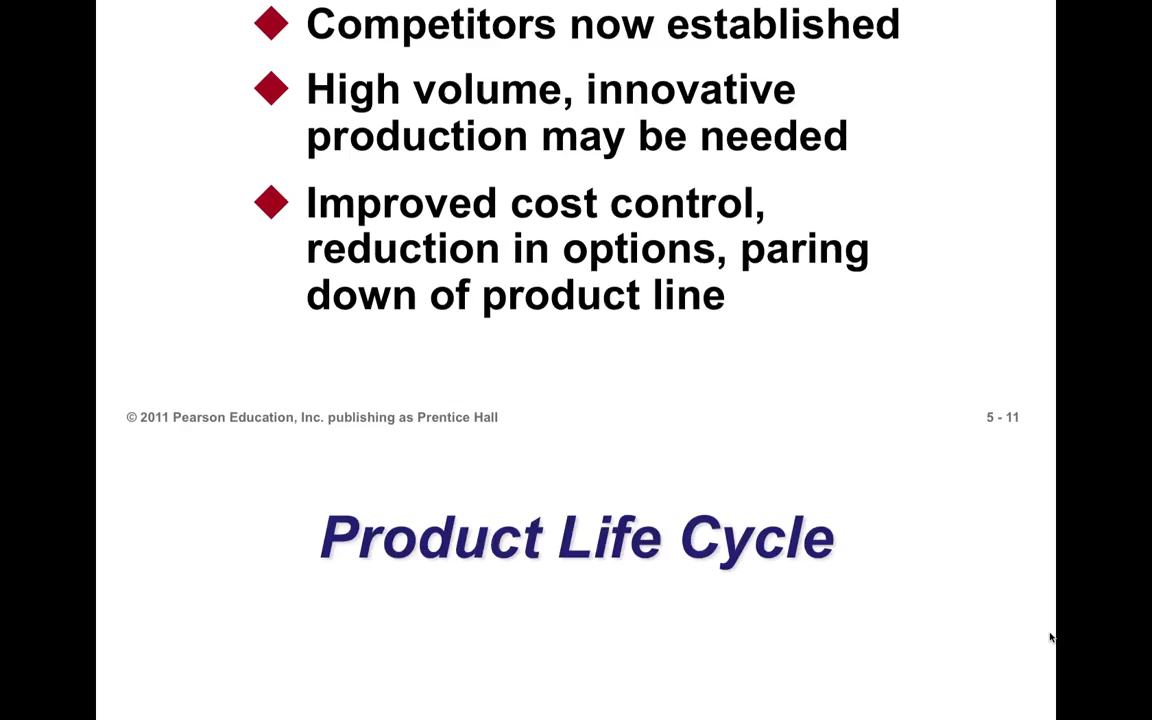 Competitors now established
High volume, innovative
production may be needed
Improved cost control,
reduction in options, paring
down of product line
© 2011 Pearson Education, Inc. publishing as Prentice Hall
5 - 11
Product Life Cycle